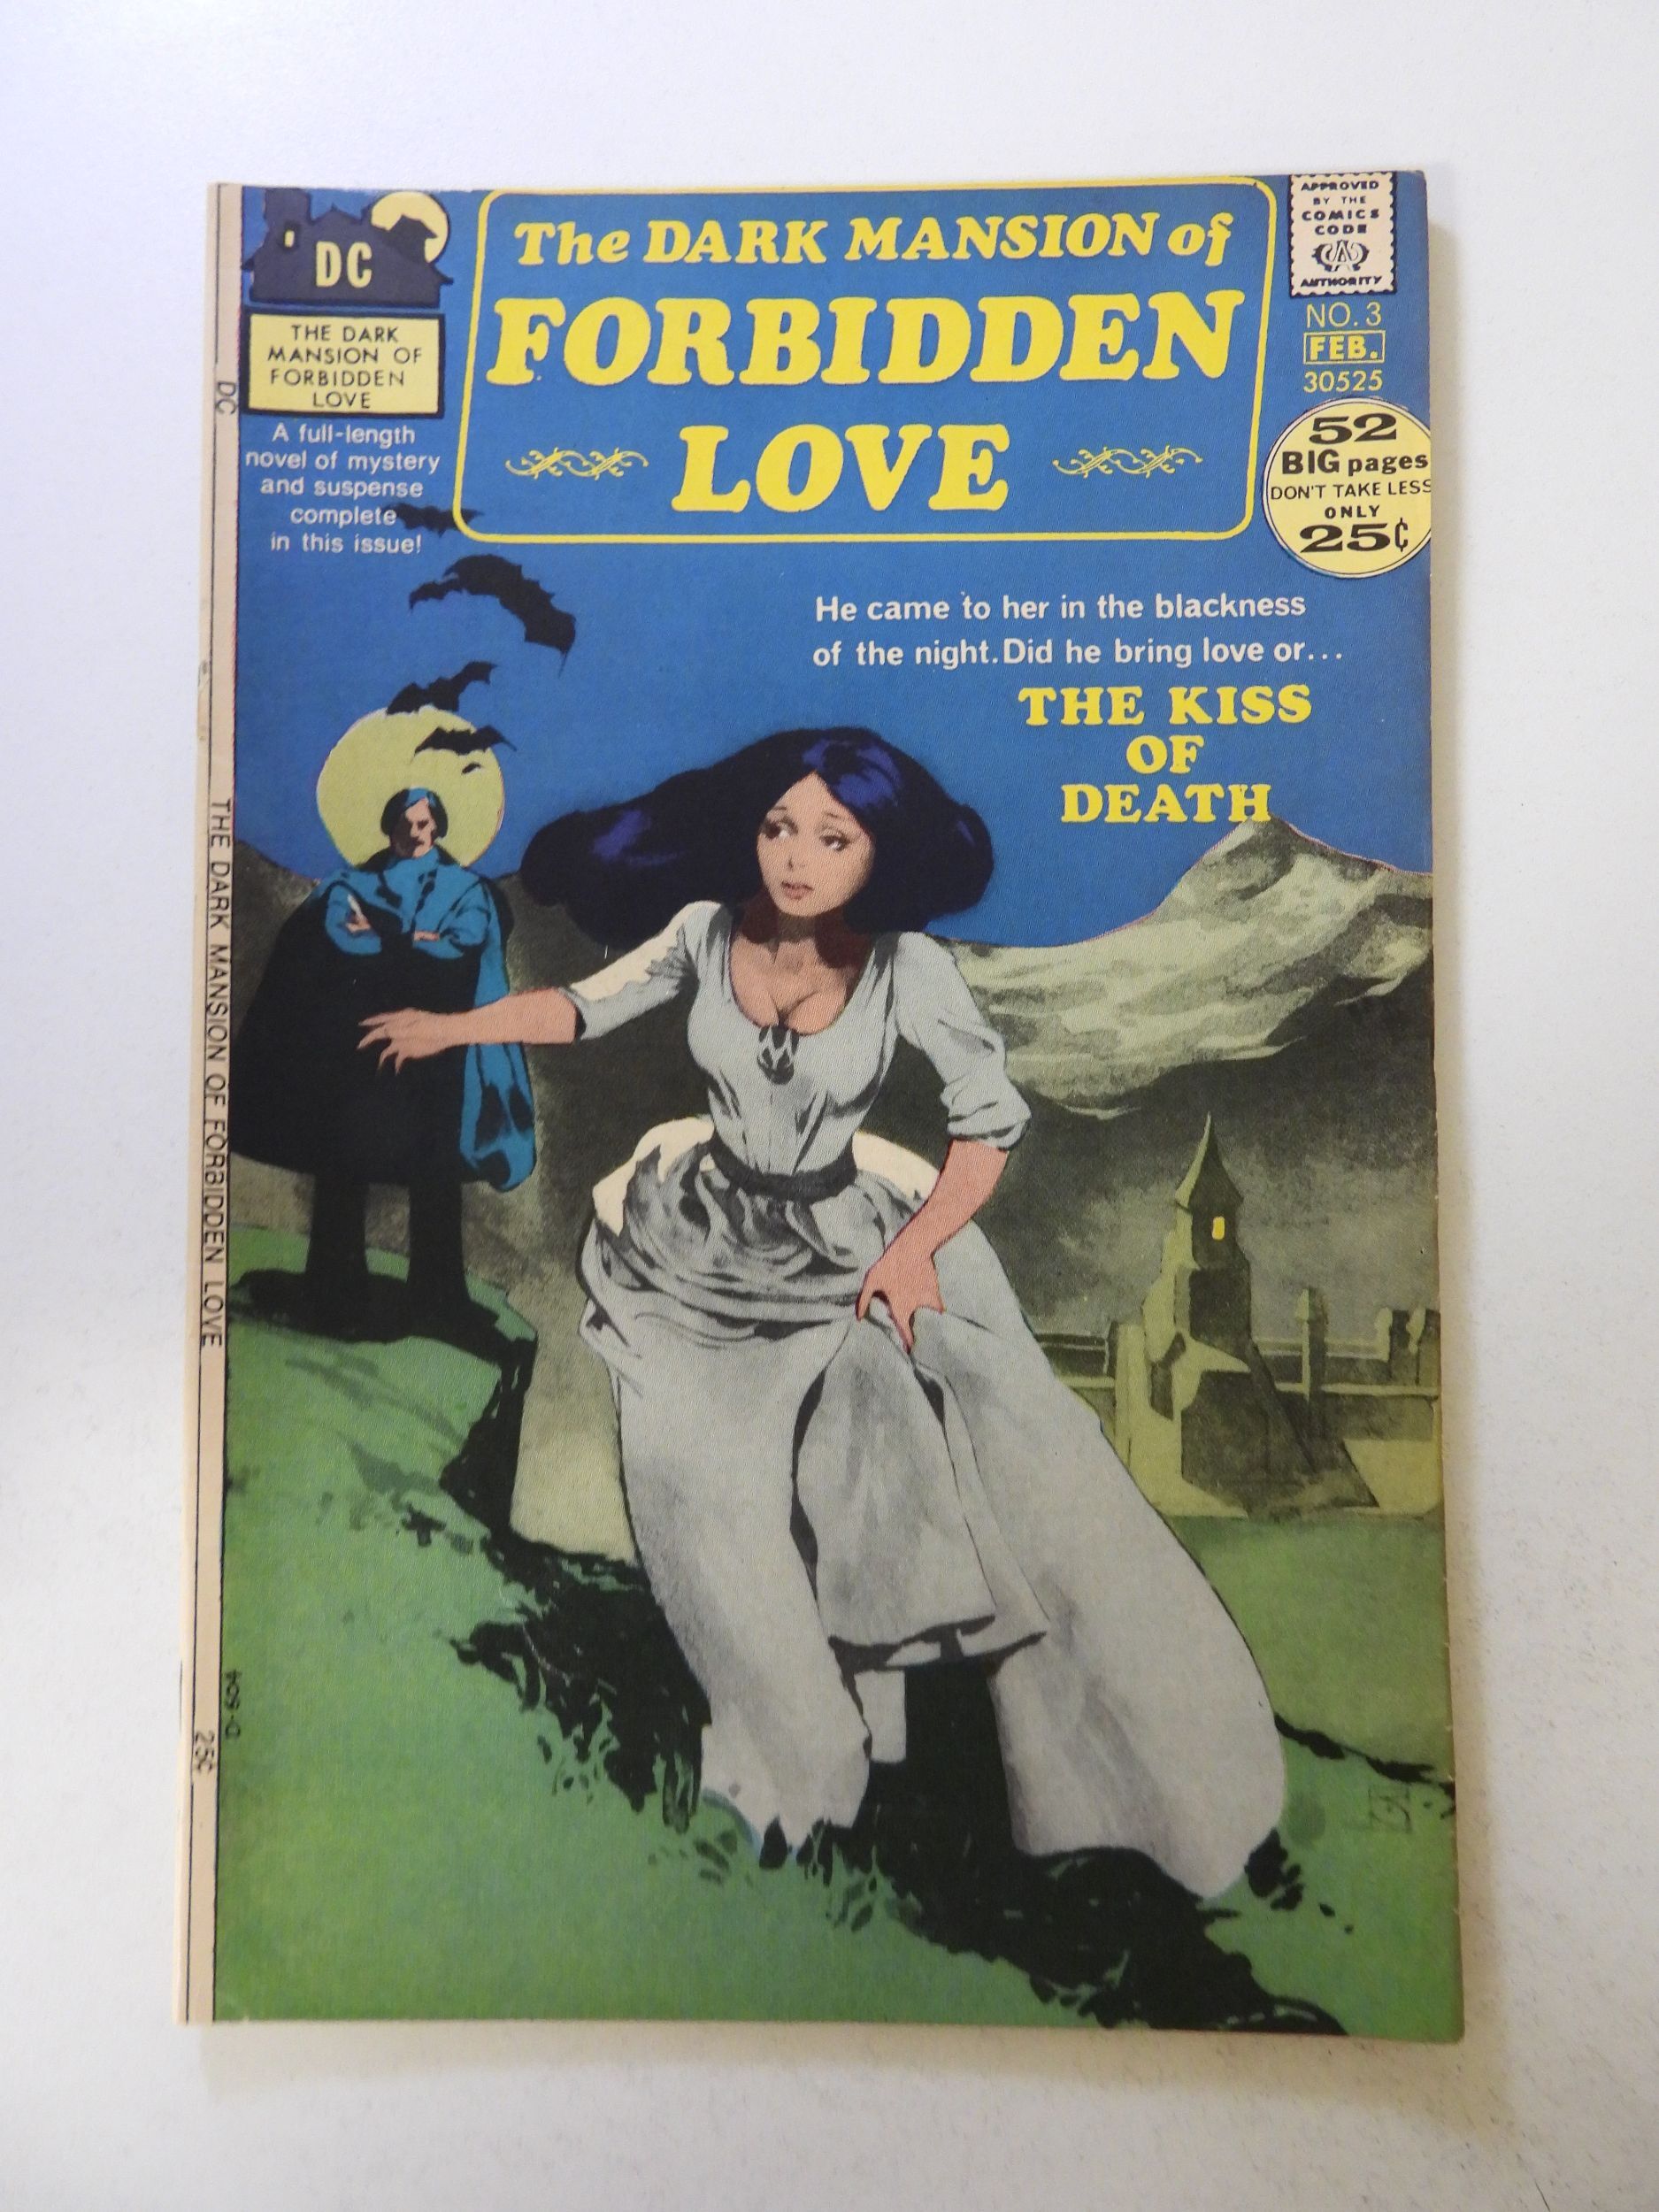 DC
THE DARK
MANSION OF
FORBIDDEN
LOVE
A full-length
novel of mystery
and suspense
complete
in this issue!
The DARK MANSION of
FORBIDDEN
LOVE
APPROVED
BY THE
COMICS
CODE
CA
AUTHORITY
NO. 3
FEB.
30525
52
BIG pages
DON'T TAKE LESS
ONLY
25¢
He came to her in the blackness
of the night. Did he bring love or...
THE KISS
OF
DEATH
DC
THE DARK MANSION OF FORBIDDEN LOVE
25¢
D-504